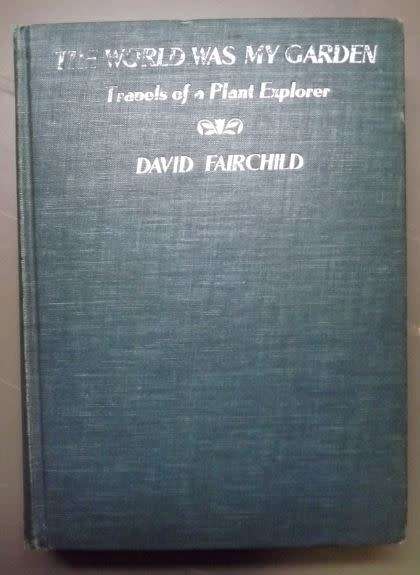 THE WORLD WAS MY GARDEN
Travels of a Plant Explorer
DAVID FAIRCHILD